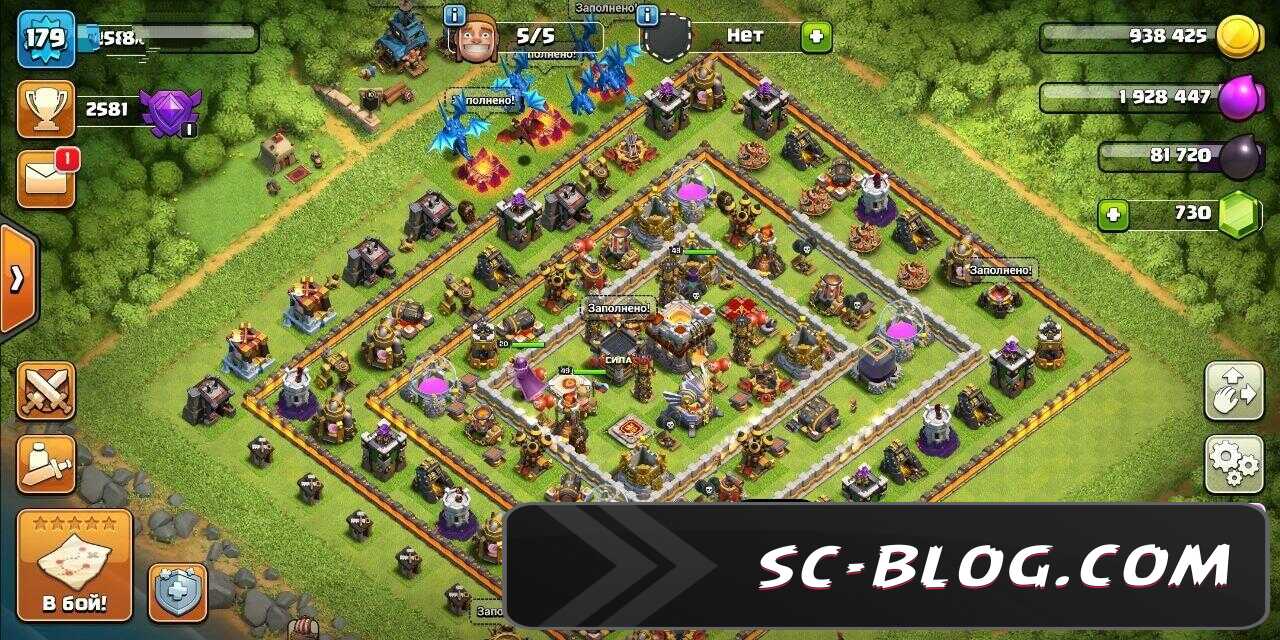 Заполнено!
179
5/5
Нет
938 425
2581
1 928 447
1
81 720
730
Заполнено!
49
Заполнено!
20
49
СИЛА
В бой!
SC-BLOG.COM